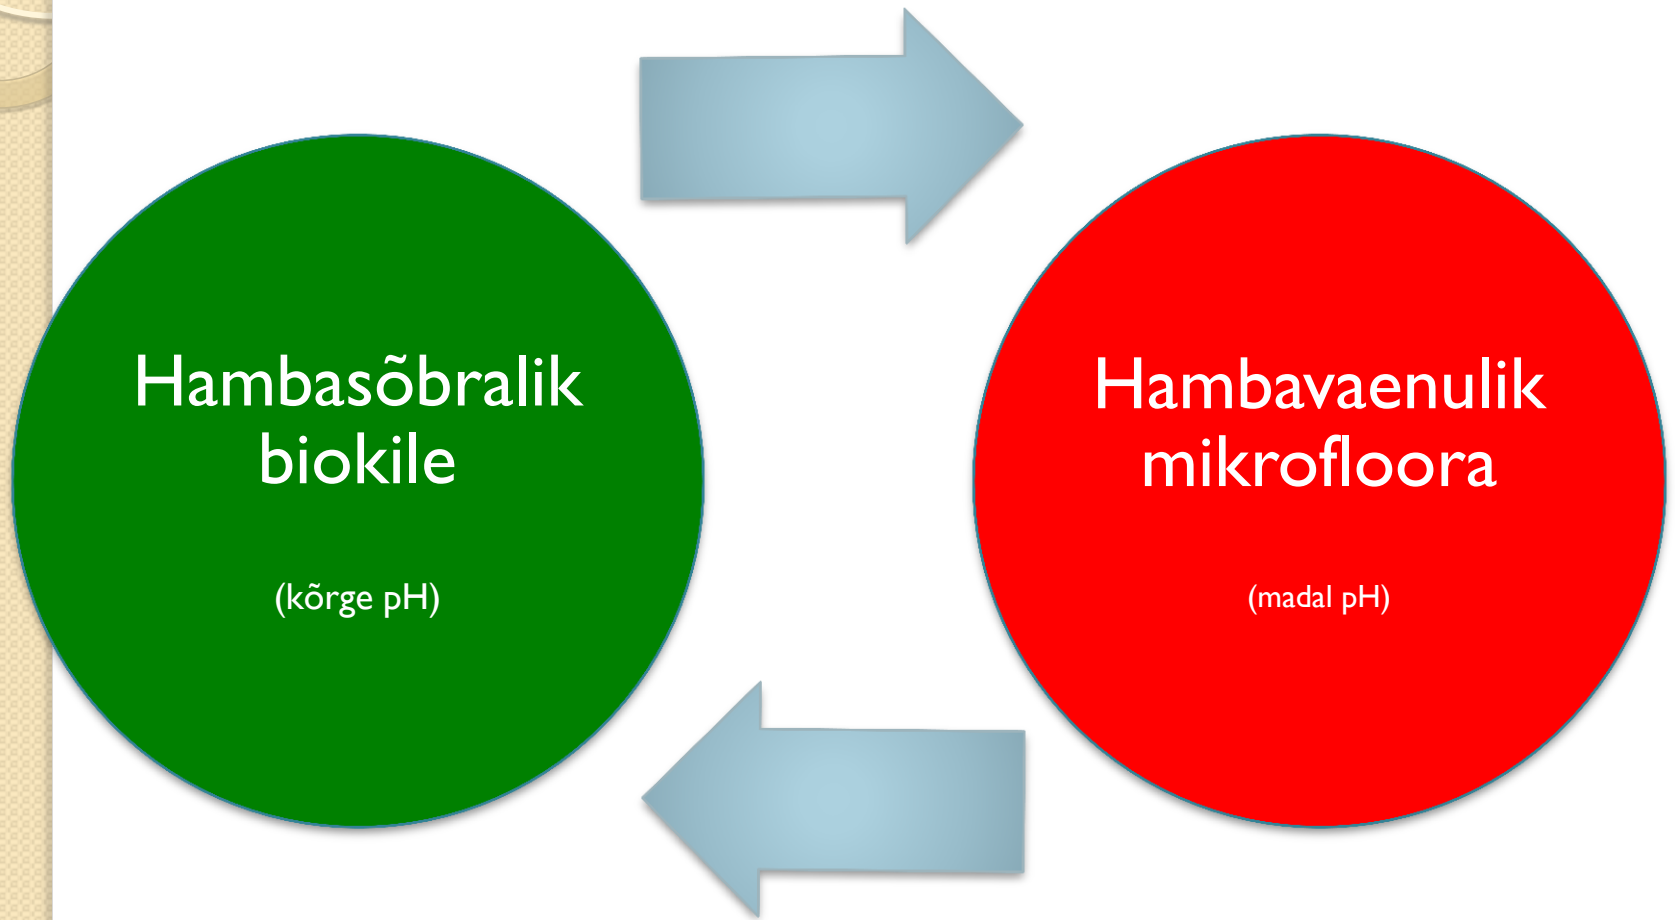 Hambasõbralik
biokile
(kõrge pH)
Hambavaenulik
mikrofloora
(madal pH)